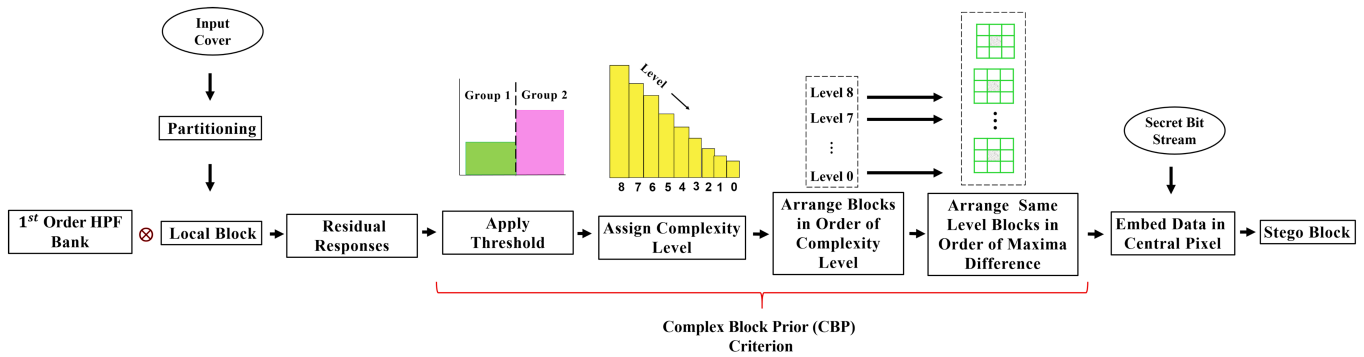 Input
Cover
Partitioning
1st Order HPF
Bank
⊗
Local Block
Residual
Responses
Group 1
Group 2
Apply
Threshold
Level
8 7 6 5 4 3 2 1 0
Assign Complexity
Level
Level 8
Level 7
⋮
Level 0
Arrange Blocks
in Order of
Complexity
Level
⋮
Arrange Same
Level Blocks in
Order of Maxima
Difference
Secret Bit
Stream
Embed Data in
Central Pixel
Stego Block
Complex Block Prior (CBP)
Criterion